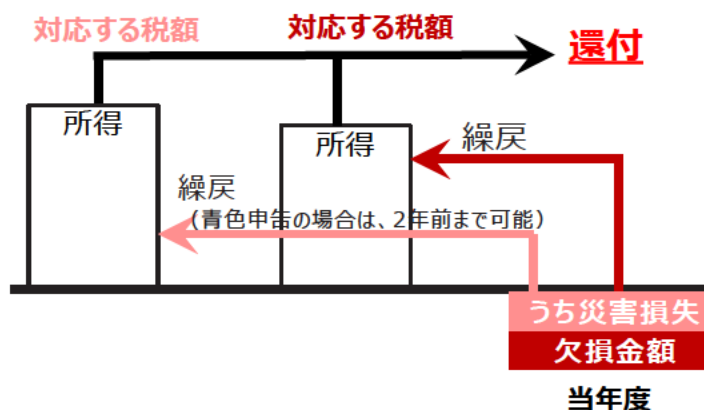 対応する税額
対応する税額
還付
所得
所得
繰戻
繰戻
（青色申告の場合は、2年前まで可能）
うち災害損失
欠損金額
当年度